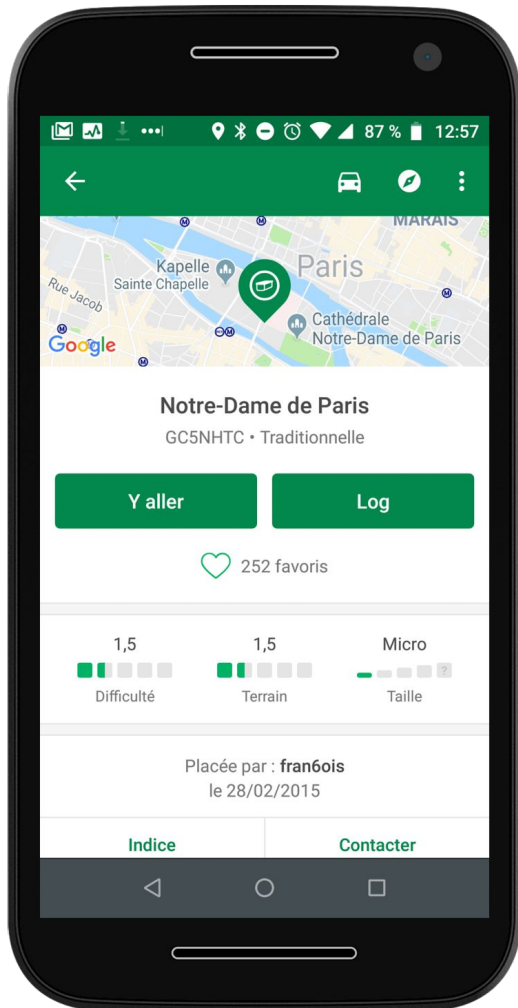 87 % 12:57
MARAIS
Kapelle
Sainte Chapelle
Paris
Rue Jacob
Cathédrale
Notre-Dame de Paris
Google
Notre-Dame de Paris
GC5NHTC • Traditionnelle
Y aller
Log
252 favoris
1,5
1,5
Micro
?
Difficulté
Terrain
Taille
Placée par : fran6ois
le 28/02/2015
Indice
Contacter